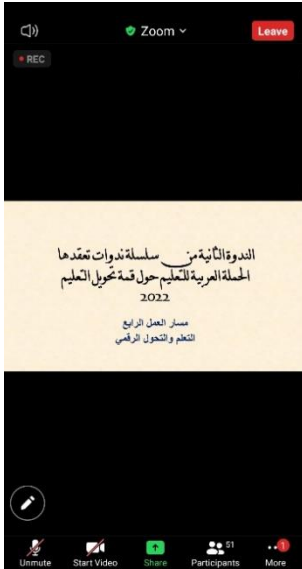 Zoom
Leave
REC
الندوة الثانية من سلسلة ندوات تعقدها
الحملة العربية للتعليم حول قمة تحويل التعليم
2022
مسار العمل الرابع
التعلم والتحول الرقمي
51
1
Unmute
Start Video
Share
Participants
More